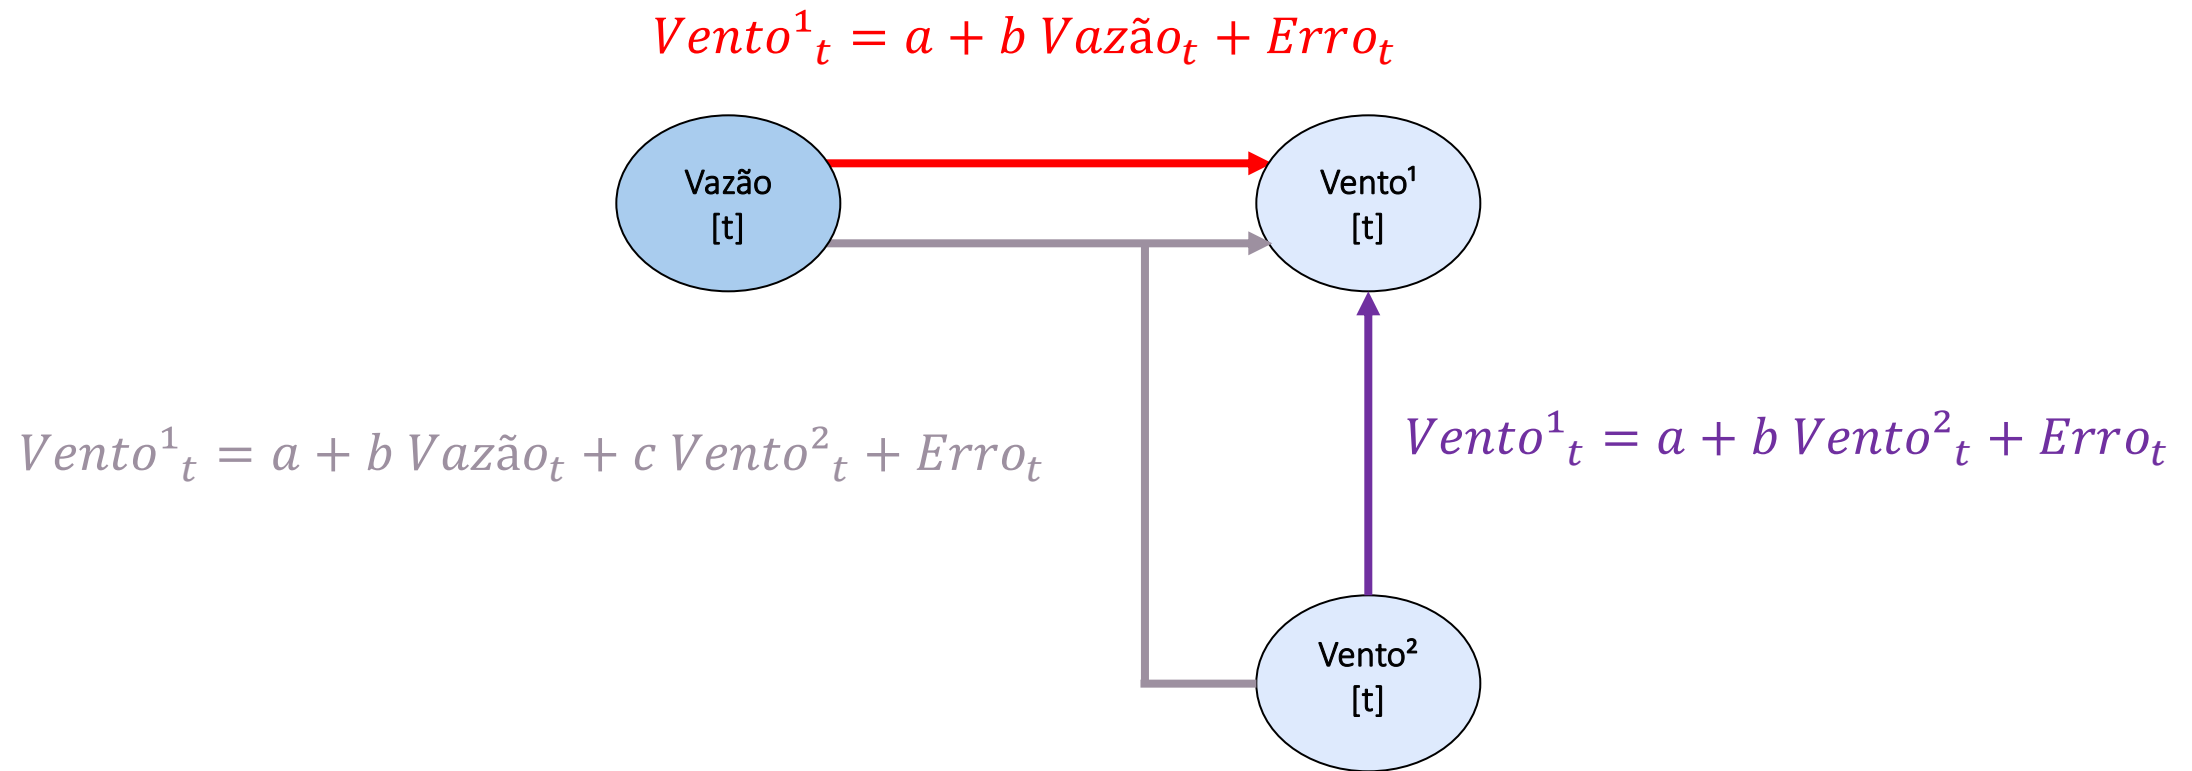 Vento¹ₜ = a + b Vazãoₜ + Erroₜ
Vazão
[t]
Vento¹
[t]
Vento¹ₜ = a + b Vazãoₜ + c Vento²ₜ + Erroₜ
Vento¹ₜ = a + b Vento²ₜ + Erroₜ
Vento²
[t]